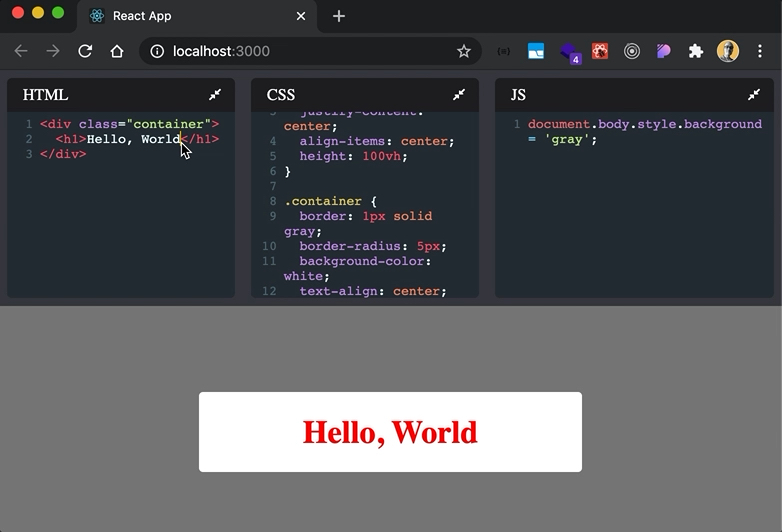 React App
localhost:3000
4
HTML
1 <div class="container">
2 <h1>Hello, World</h1>
3 </div>
CSS
3 justify-content:
center;
4 align-items: center;
5 height: 100vh;
6 }
7
8 .container {
9 border: 1px solid
gray;
10 border-radius: 5px;
11 background-color:
white;
12 text-align: center;
JS
1 document.body.style.background
= 'gray';
Hello, World